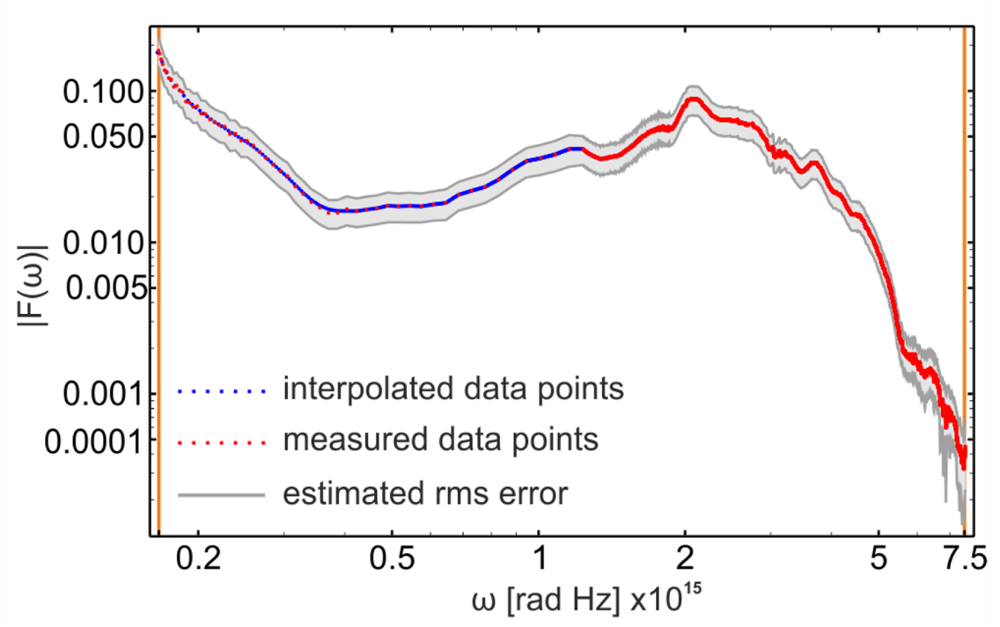 0.100
0.050
0.010
0.005
0.001
0.0001
|F(ω)|
interpolated data points
measured data points
estimated rms error
0.2 0.5 1 2 5 7.5
ω [rad Hz] x10¹⁵